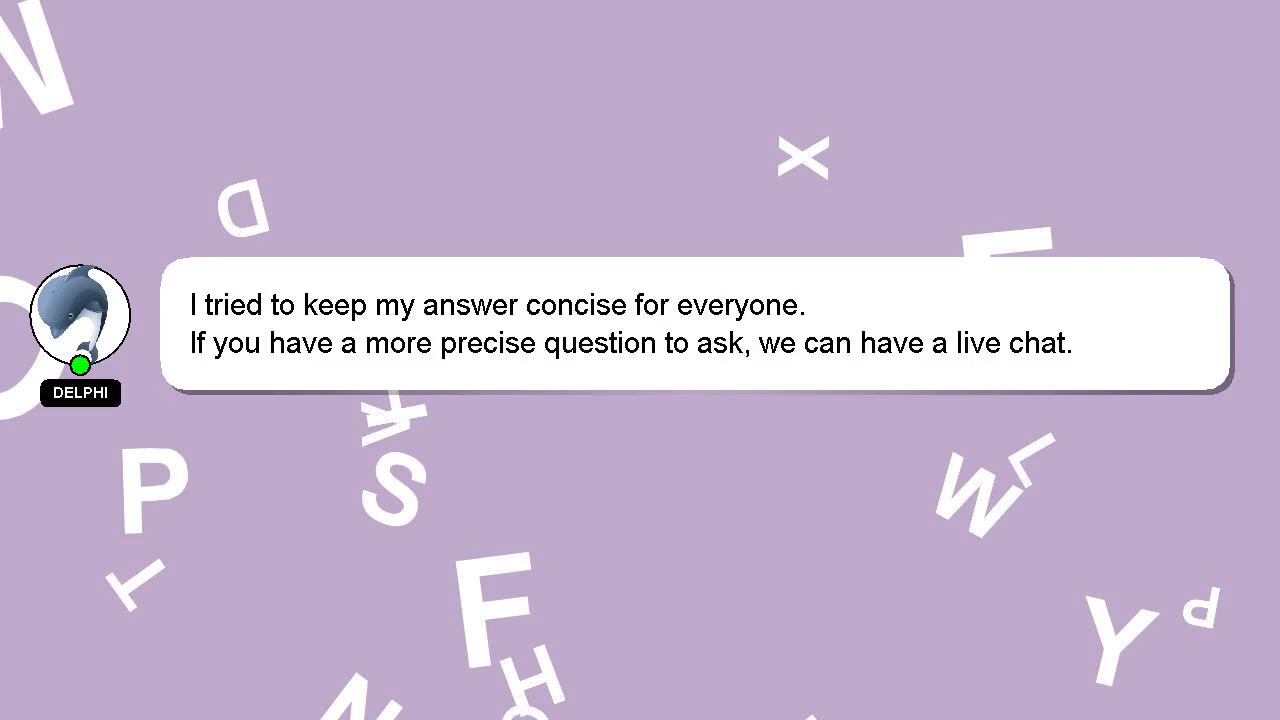 N
D
X
I tried to keep my answer concise for everyone.
If you have a more precise question to ask, we can have a live chat.
DELPHI
P
S
W
L
T
F
Y
P
H
N